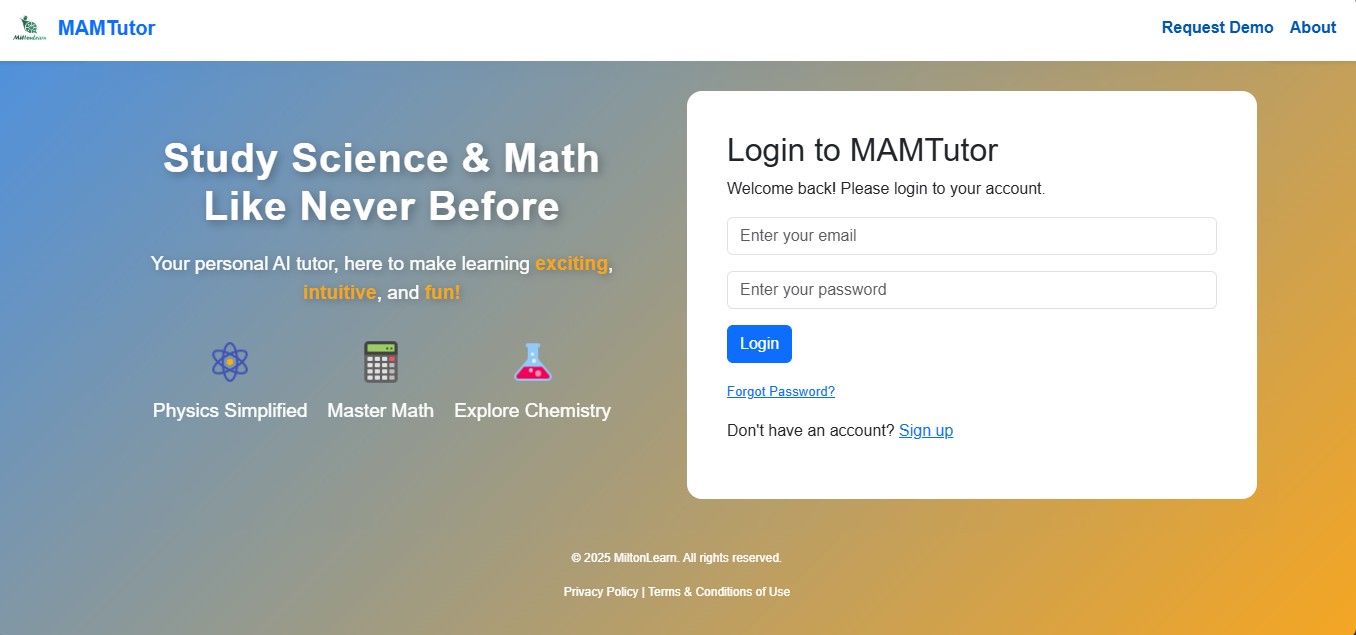 MiltonLearn
MAMTutor
Request Demo
About
Study Science & Math
Like Never Before
Your personal AI tutor, here to make learning exciting,
intuitive, and fun!
Physics Simplified
Master Math
Explore Chemistry
Login to MAMTutor
Welcome back! Please login to your account.
Enter your email
Enter your password
Login
Forgot Password?
Don't have an account? Sign up
© 2025 MiltonLearn. All rights reserved.
Privacy Policy | Terms & Conditions of Use